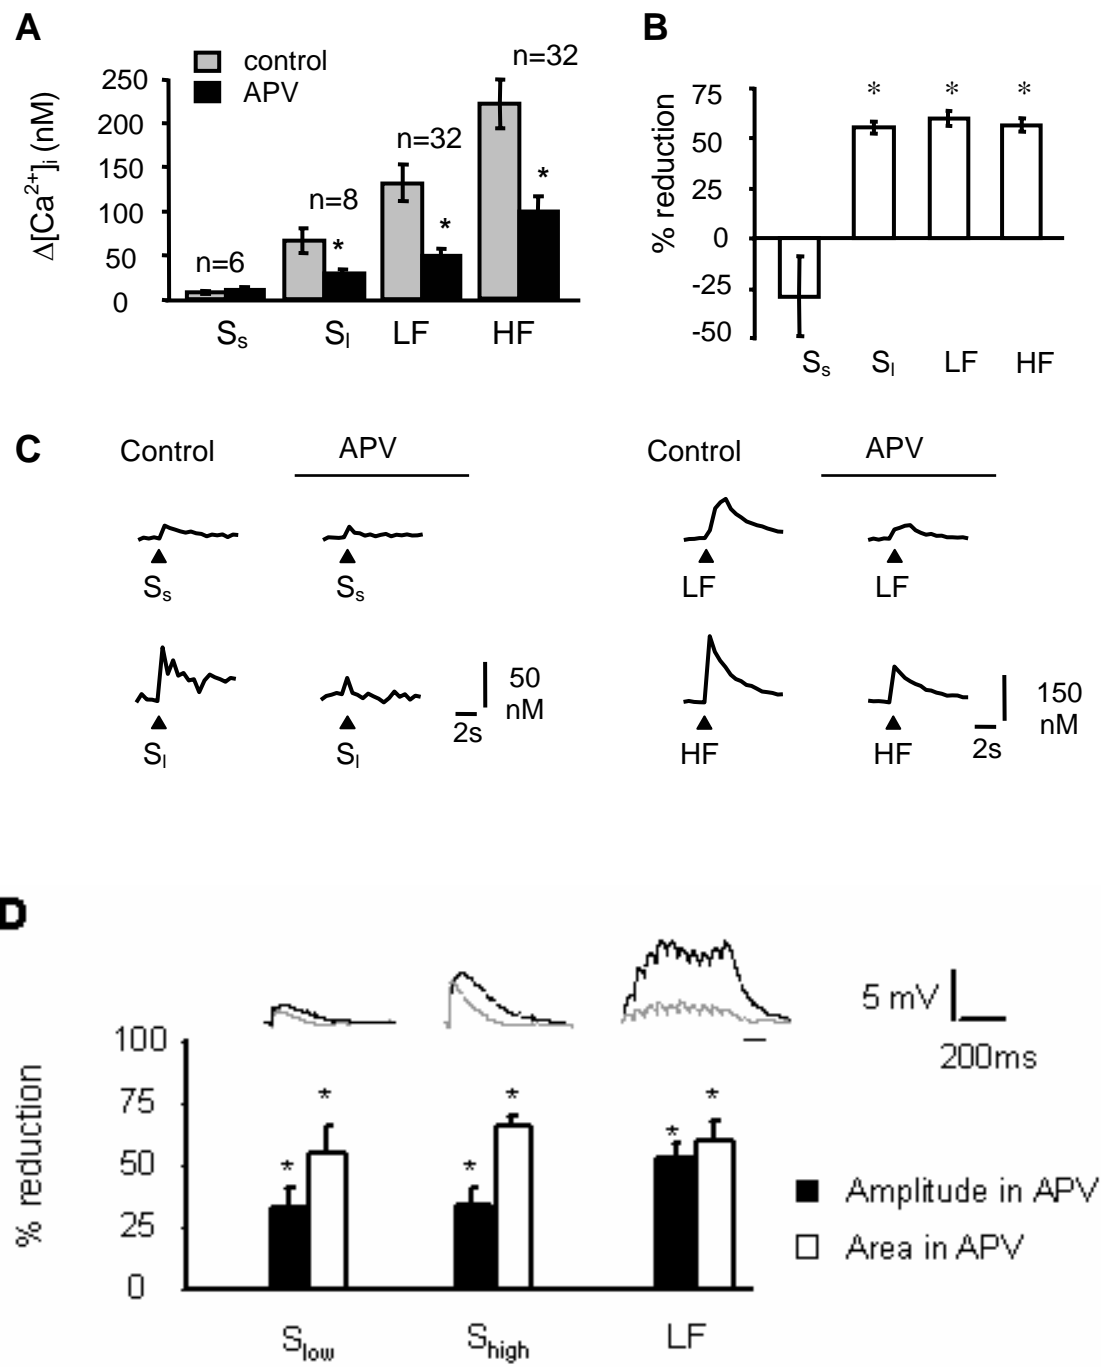 A
control
APV
n=32
250
200
150
100
50
0
Δ[Ca²⁺]ᵢ (nM)
n=32
n=8
n=6
*
*
*
Sₛ
Sₗ
LF
HF
B
75
50
25
0
-25
-50
% reduction
*
*
*
Sₛ
Sₗ
LF
HF
C
Control
APV
Control
APV
Sₛ
Sₛ
LF
LF
50
nM
2s
150
nM
2s
Sₗ
Sₗ
HF
HF
D
5 mV
200ms
100
75
50
25
0
% reduction
*
*
*
*
*
*
Amplitude in APV
Area in APV
Slow
Shigh
LF